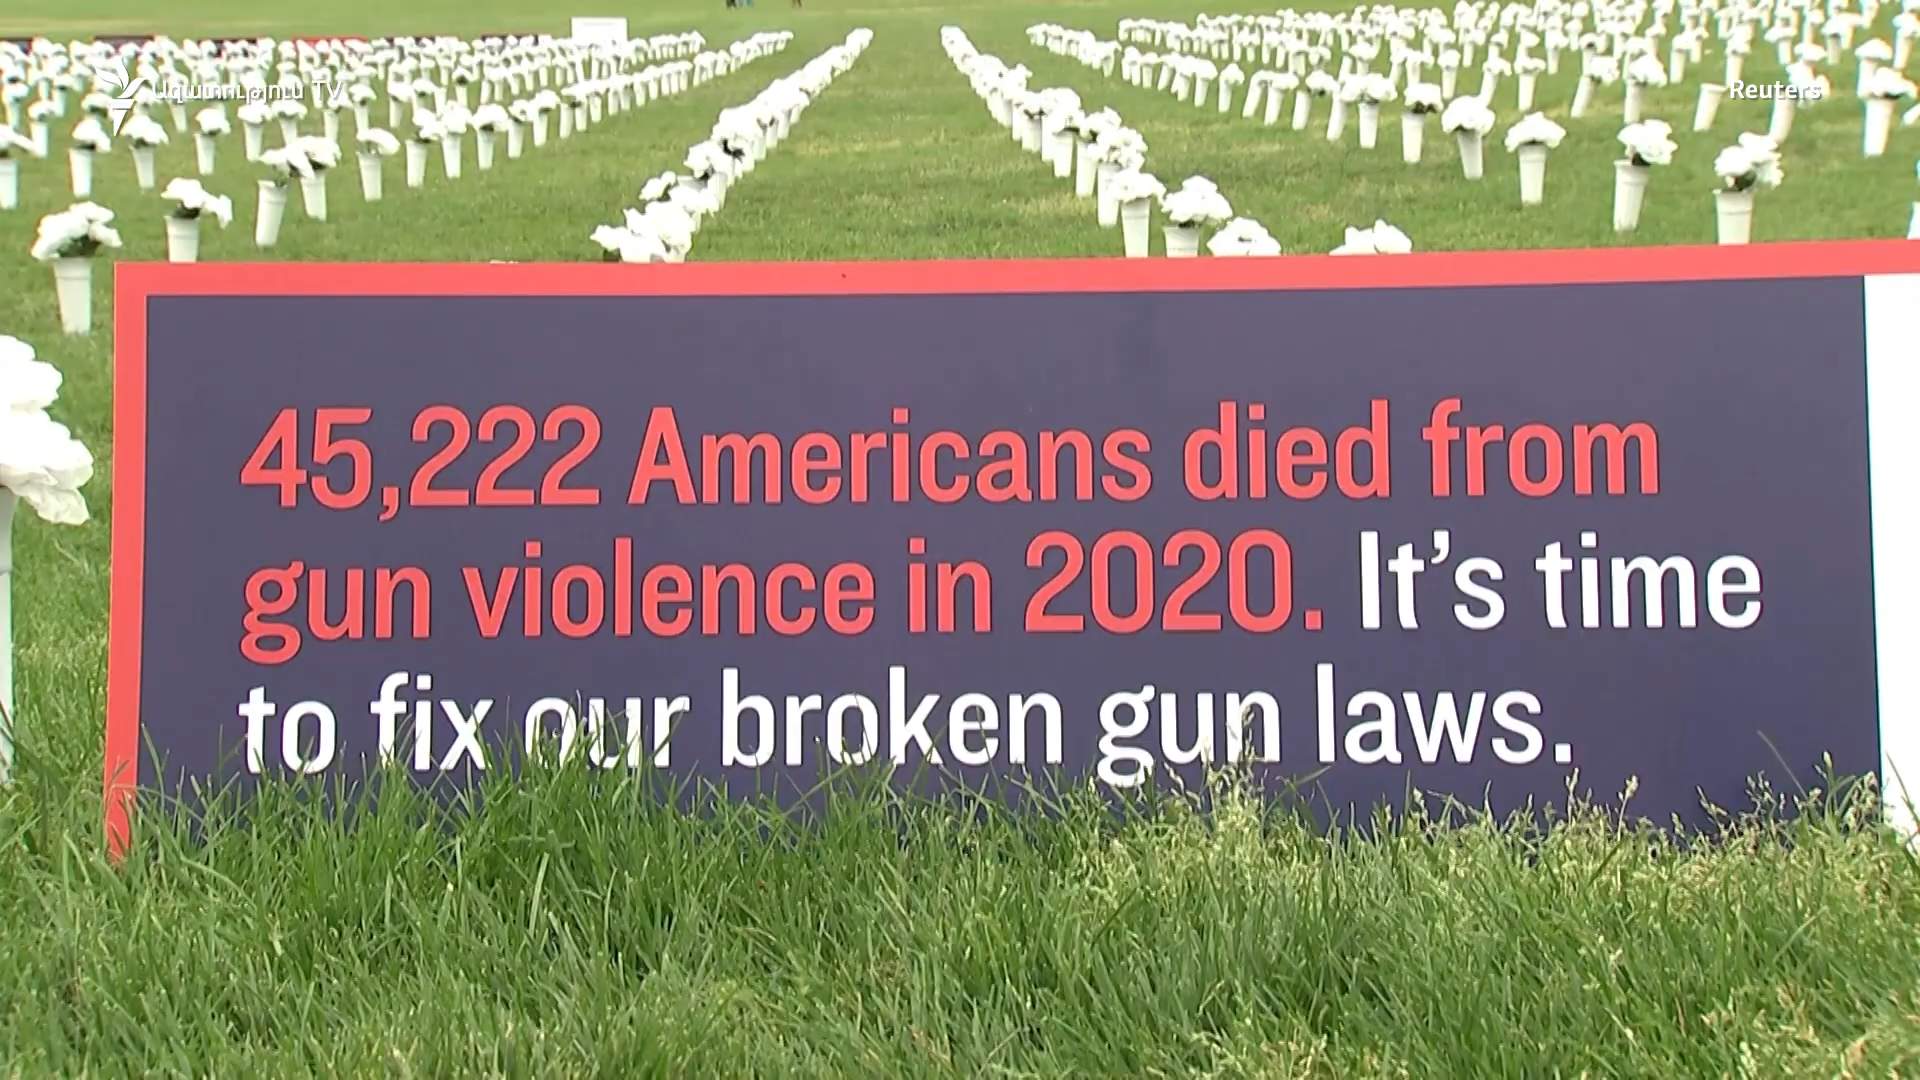 Ազատություն TV
Reuters
45,222 Americans died from
gun violence in 2020. It’s time
to fix our broken gun laws.